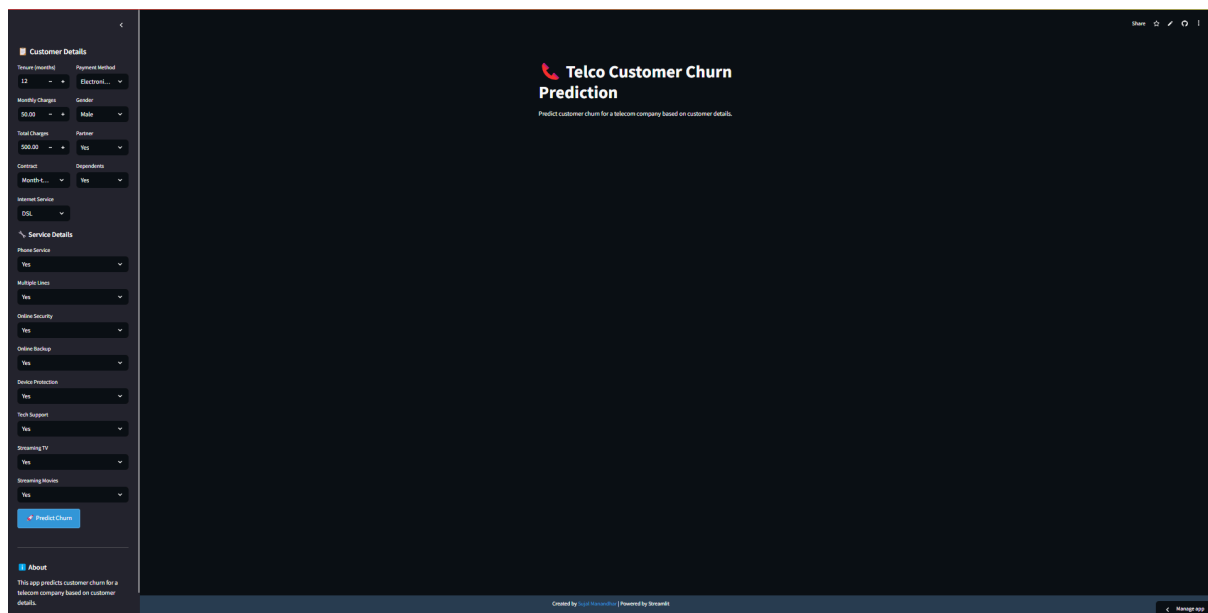 Share
Customer Details
Tenure (months) Payment Method
12 - + Electroni...
Monthly Charges Gender
50.00 - + Male
Total Charges Partner
500.00 - + Yes
Contract Dependents
Month-t... Yes
Internet Service
DSL
Service Details
Phone Service
Yes
Multiple Lines
Yes
Online Security
Yes
Online Backup
Yes
Device Protection
Yes
Tech Support
Yes
Streaming TV
Yes
Streaming Movies
Yes
Predict Churn
About
This app predicts customer churn for a
telecom company based on customer
details.
Telco Customer Churn
Prediction
Predict customer churn for a telecom company based on customer details.
Created by Sujal | Powered by Streamlit
Manage app